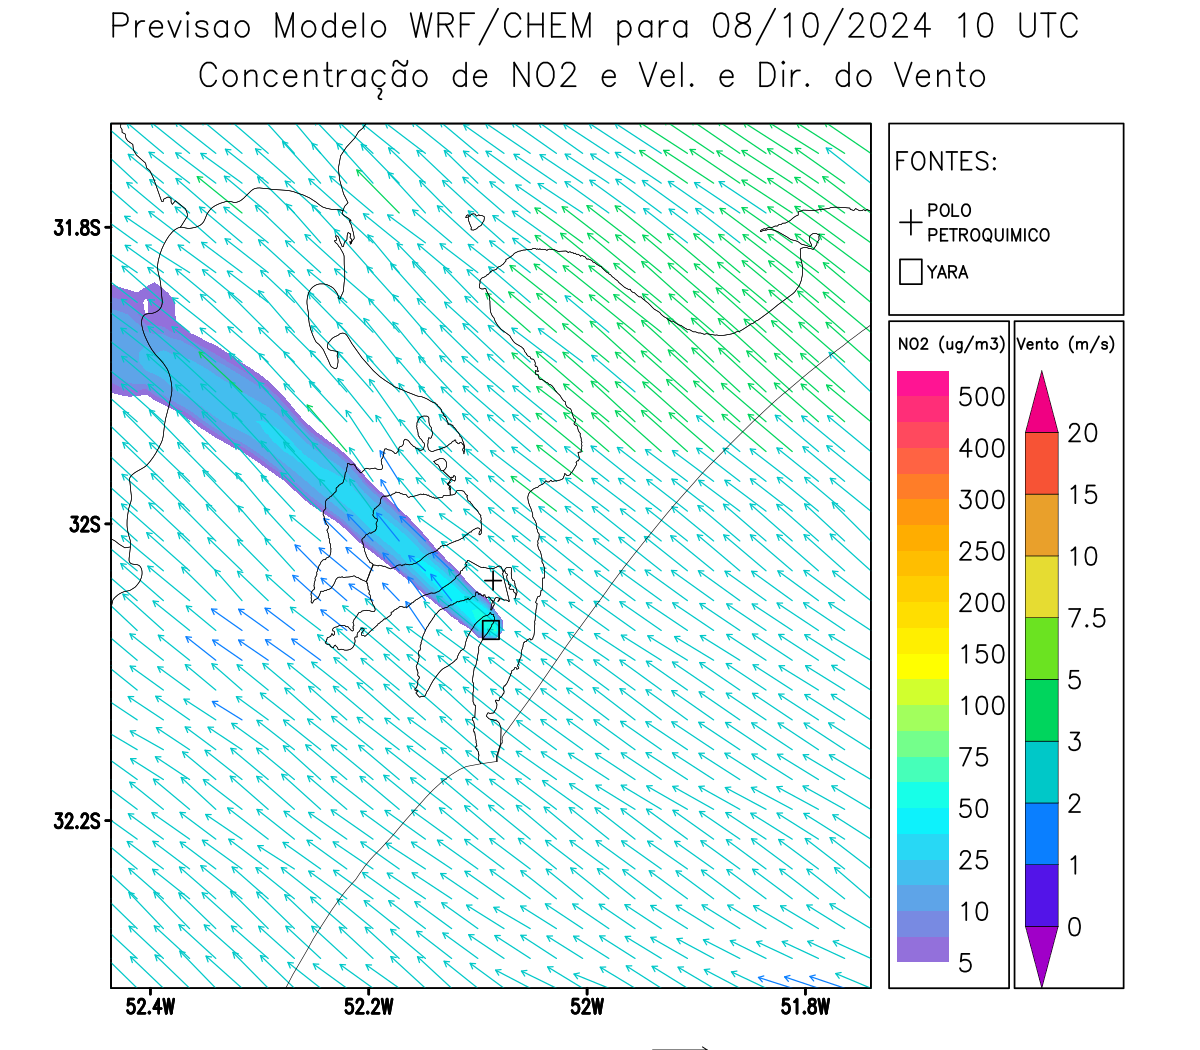 Previsao Modelo WRF/CHEM para 08/10/2024 10 UTC
Concentração de NO2 e Vel. e Dir. do Vento
FONTES:
POLO
PETROQUIMICO
YARA
31.8S
32S
32.2S
52.4W
52.2W
52W
51.8W
NO2 (ug/m3)
500
400
300
250
200
150
100
75
50
25
10
5
Vento (m/s)
20
15
10
7.5
5
3
2
1
0